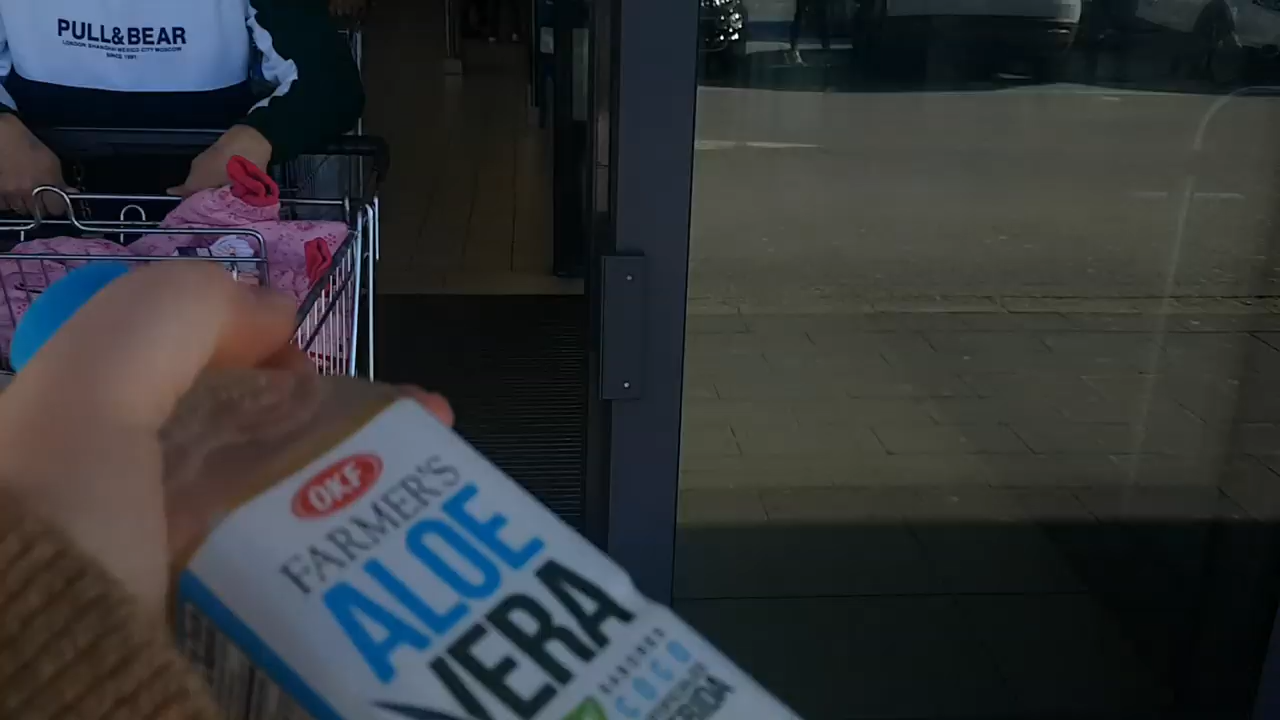 PULL&BEAR
LONDON SHANGHAI MEXICO CITY MOSCOW
SINCE 1991
OKF
FARMER'S
ALOE
VERA
COCO